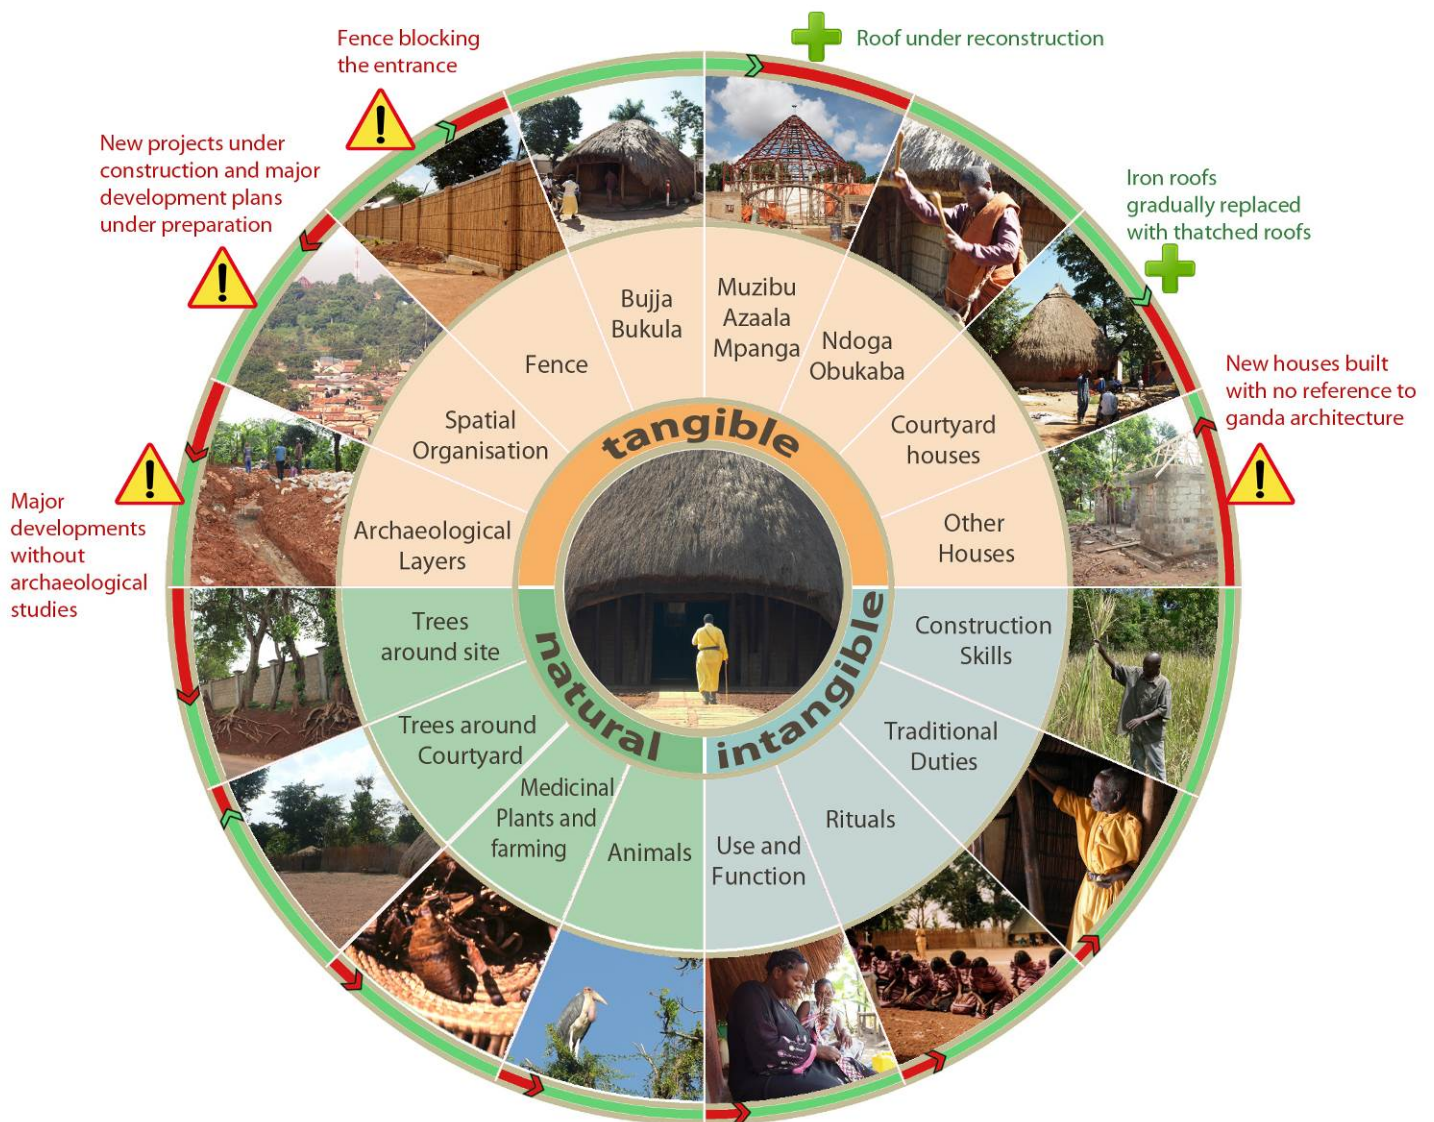 Fence blocking
the entrance
Roof under reconstruction
New projects under
construction and major
development plans
under preparation
Iron roofs
gradually replaced
with thatched roofs
New houses built
with no reference to
ganda architecture
Major
developments
without
archaeological
studies
Bujja
Bukula
Muzibu
Azaala
Mpanga
Ndoga
Obukaba
Fence
Courtyard
houses
Spatial
Organisation
Other
Houses
Archaeological
Layers
tangible
Trees
around site
Construction
Skills
Trees around
Courtyard
Traditional
Duties
Medicinal
Plants and
farming
Animals
Use and
Function
Rituals
natural
intangible